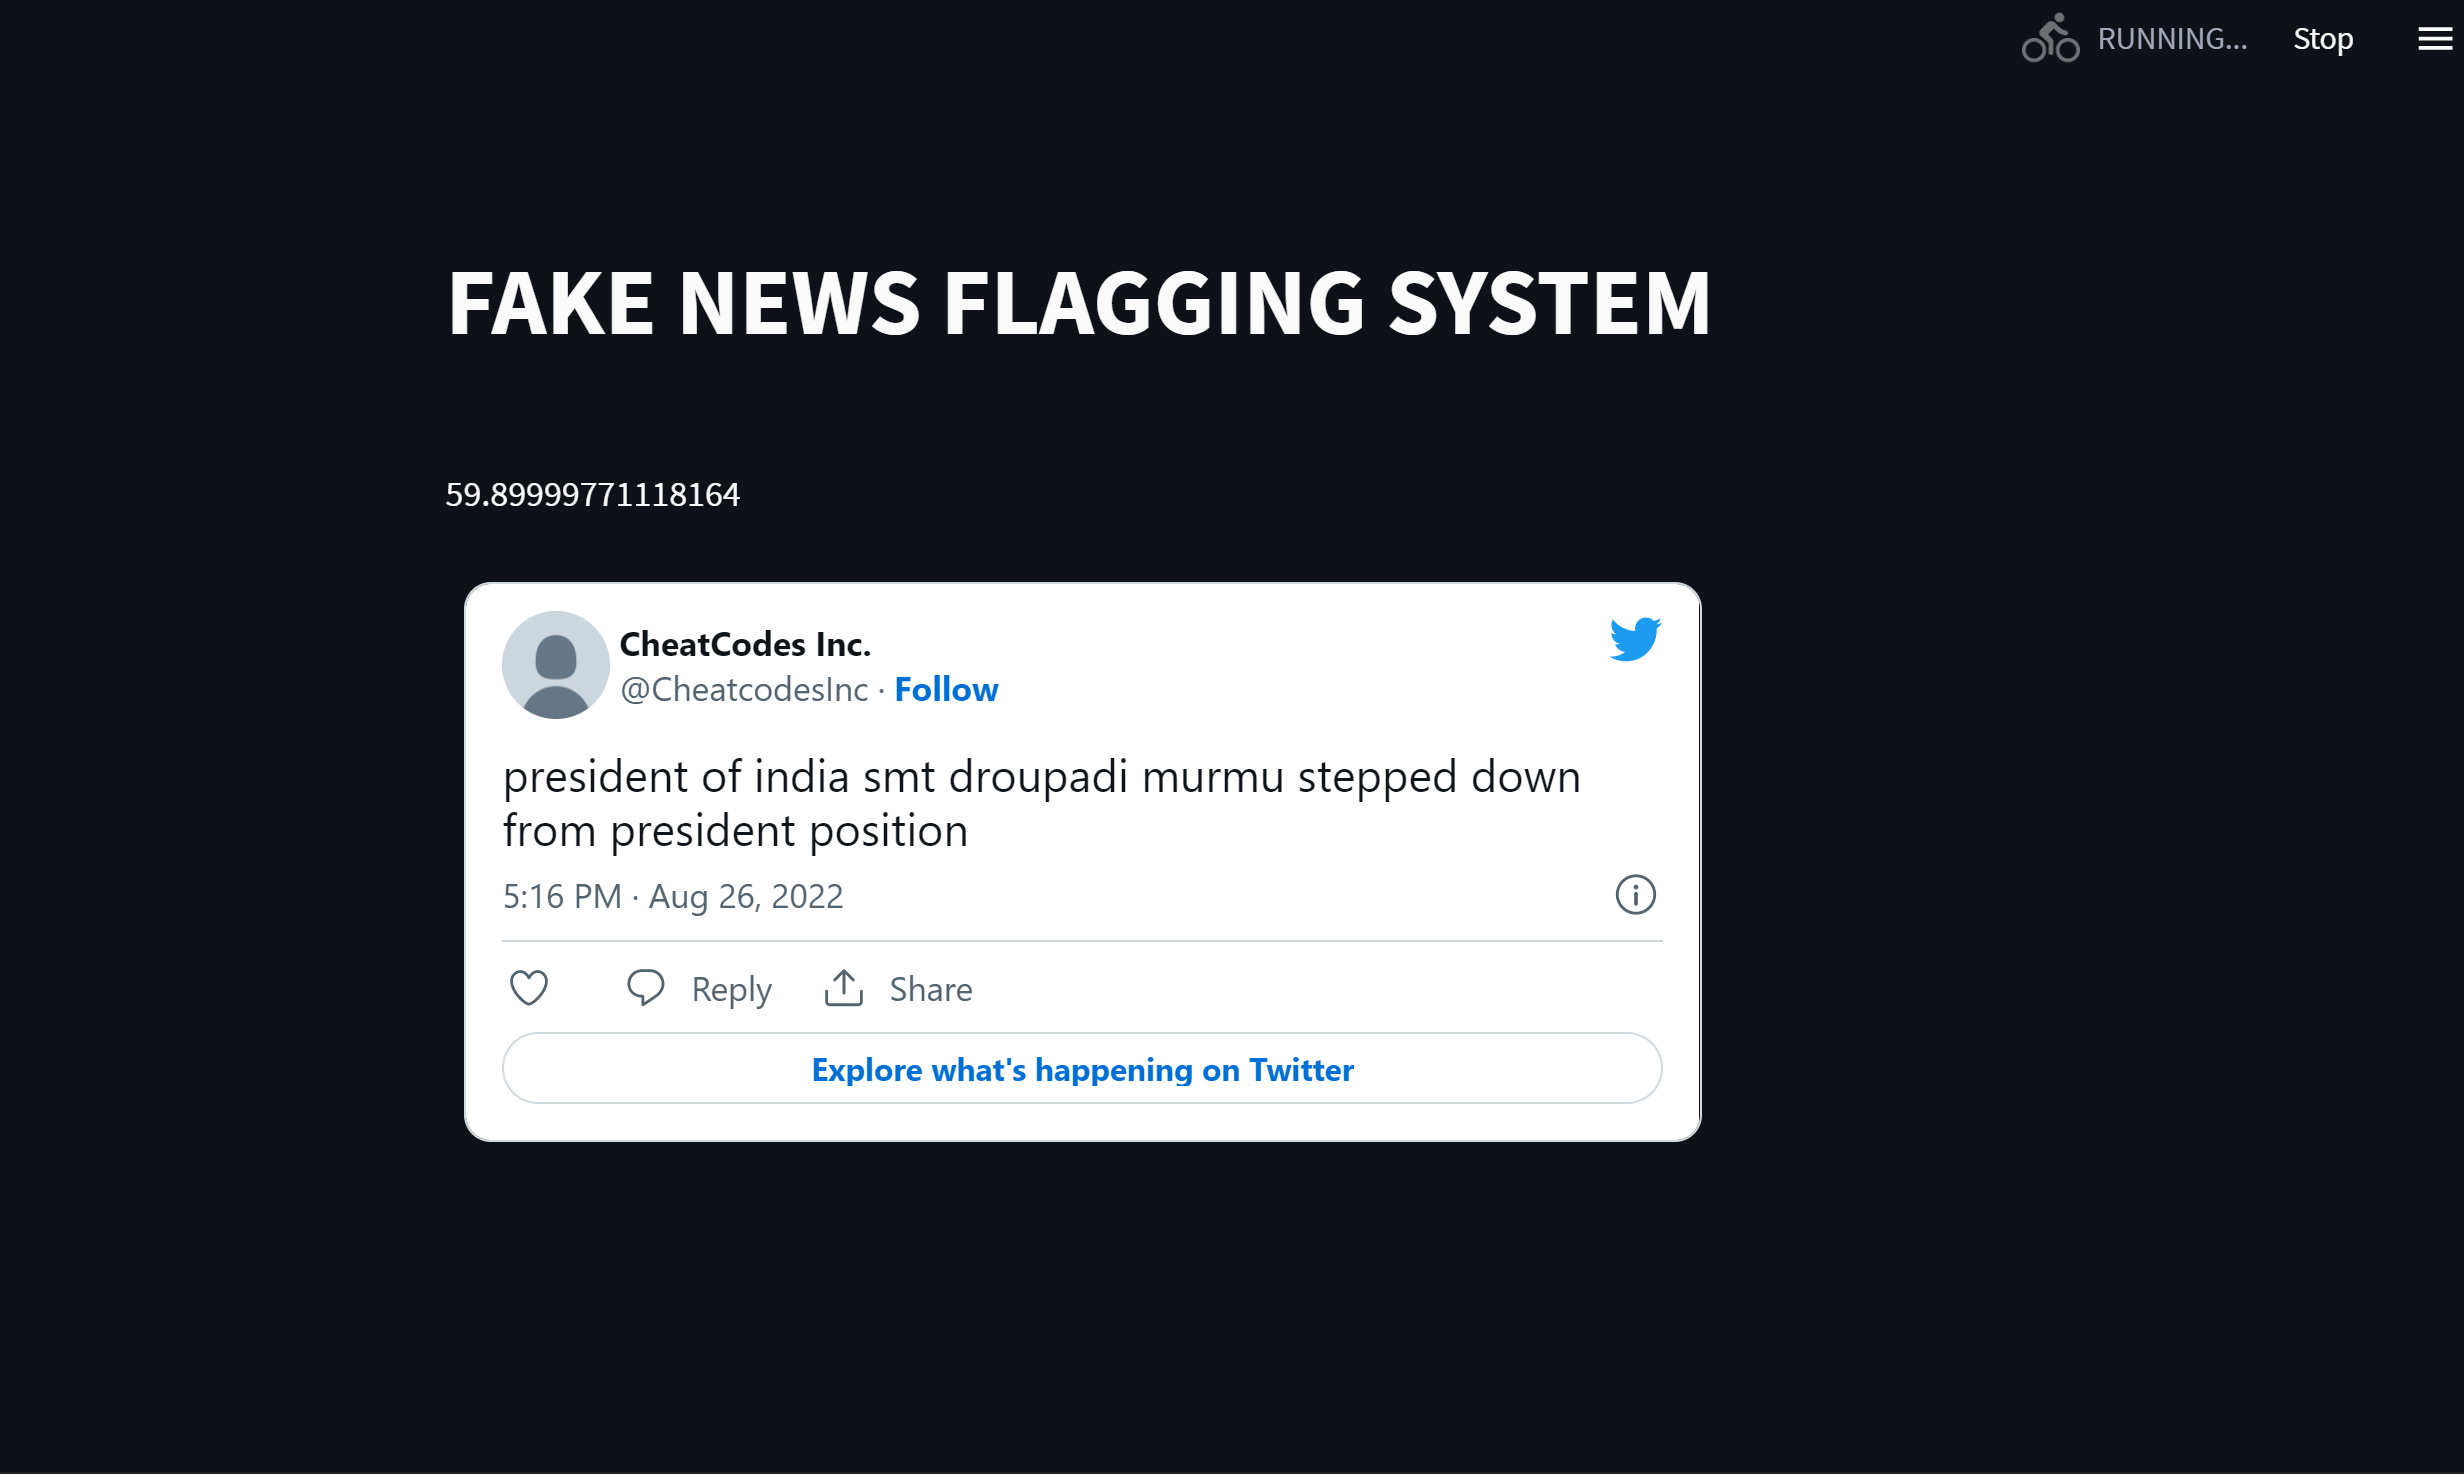 RUNNING... Stop
FAKE NEWS FLAGGING SYSTEM
59.89999771118164
CheatCodes Inc.
@CheatcodesInc · Follow
president of india smt droupadi murmu stepped down
from president position
5:16 PM · Aug 26, 2022
Reply Share
Explore what's happening on Twitter